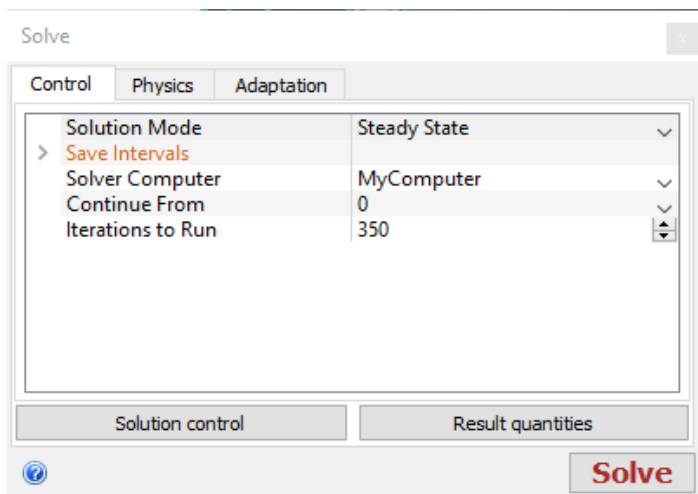 Solve
Control Physics Adaptation
Solution Mode Steady State
Save Intervals
Solver Computer MyComputer
Continue From 0
Iterations to Run 350
Solution control Result quantities
Solve